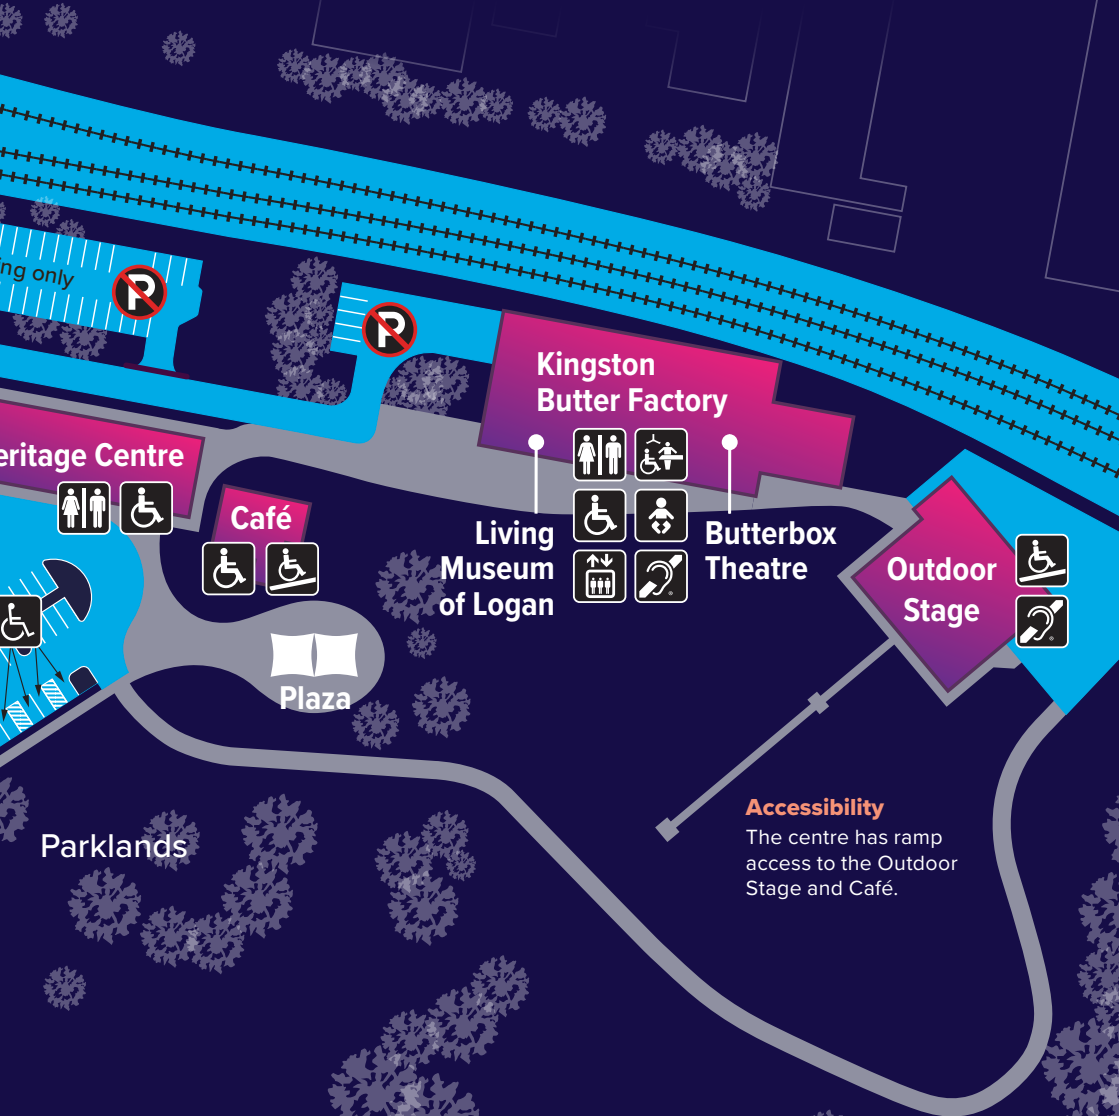 ing only
P
P
Kingston
Butter Factory
eritage Centre
Café
Living
Museum
of Logan
Butterbox
Theatre
Outdoor
Stage
Plaza
Accessibility
The centre has ramp
access to the Outdoor
Stage and Café.
Parklands